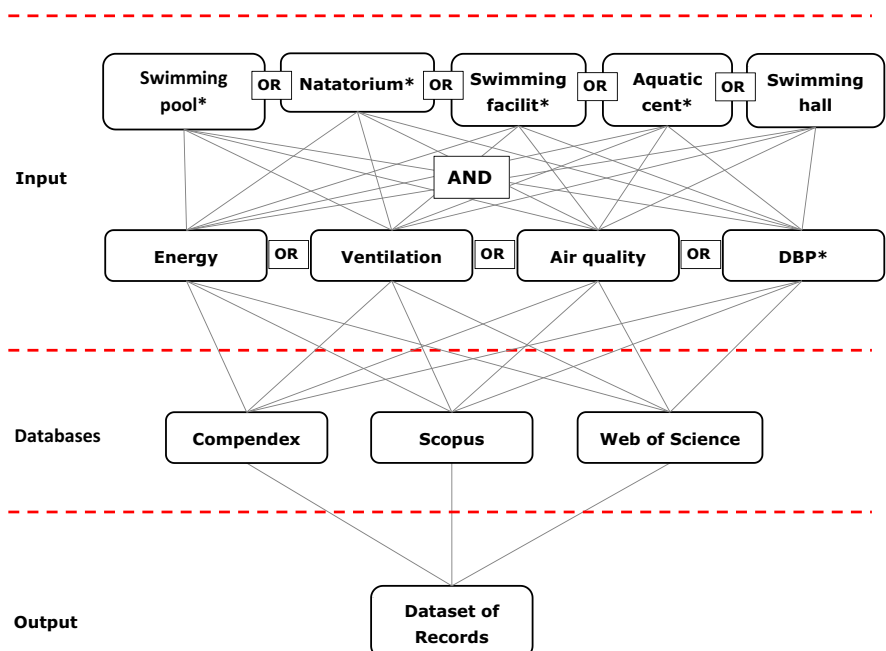 Swimming
pool*
OR
Natatorium*
OR
Swimming
facilit*
OR
Aquatic
cent*
OR
Swimming
hall
Input
AND
Energy
OR
Ventilation
OR
Air quality
OR
DBP*
Databases
Compendex
Scopus
Web of Science
Output
Dataset of
Records